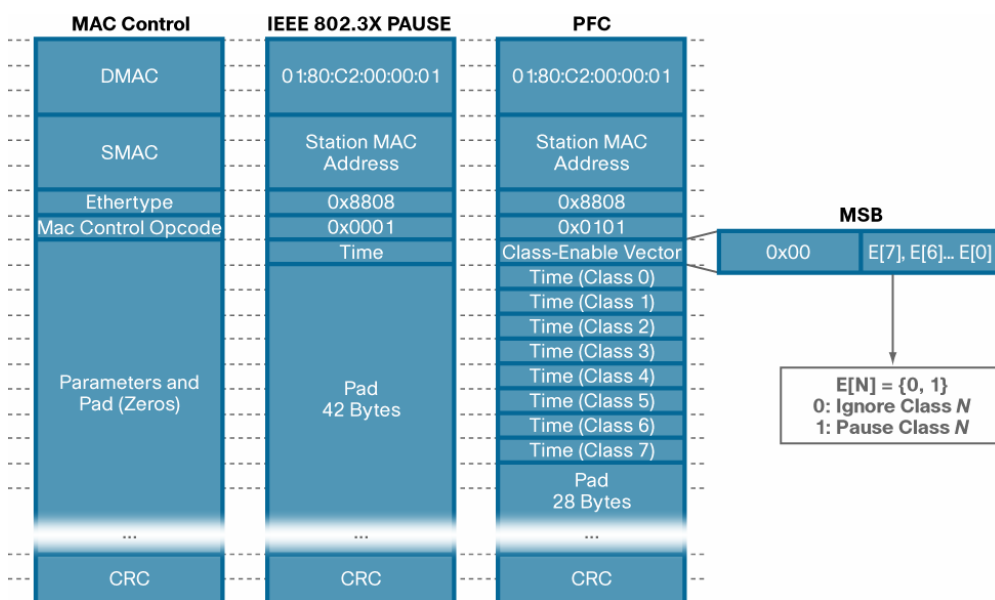 MAC Control
DMAC
SMAC
Ethertype
Mac Control Opcode
Parameters and
Pad (Zeros)
...
CRC
IEEE 802.3X PAUSE
01:80:C2:00:00:01
Station MAC
Address
0x8808
0x0001
Time
Pad
42 Bytes
...
CRC
PFC
01:80:C2:00:00:01
Station MAC
Address
0x8808
0x0101
Class-Enable Vector
Time (Class 0)
Time (Class 1)
Time (Class 2)
Time (Class 3)
Time (Class 4)
Time (Class 5)
Time (Class 6)
Time (Class 7)
Pad
28 Bytes
...
CRC
MSB
0x00
E[7], E[6]... E[0]
E[N] = {0, 1}
0: Ignore Class N
1: Pause Class N